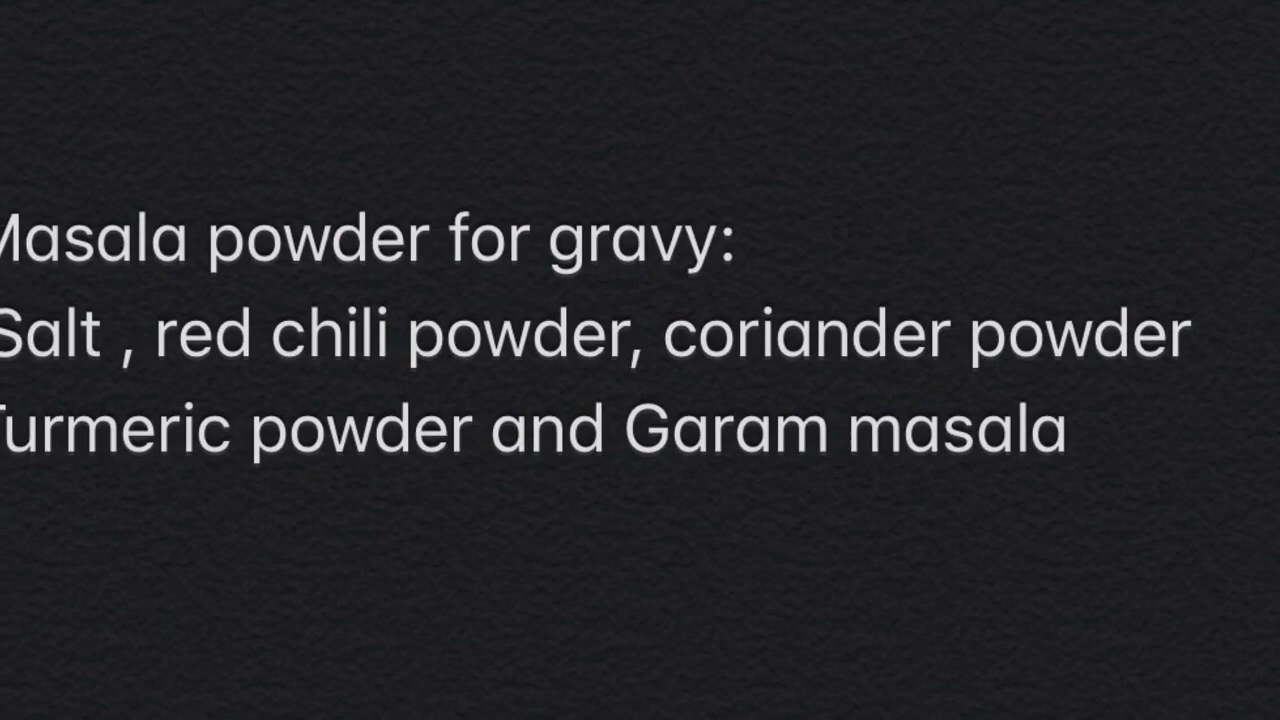 Masala powder for gravy:
Salt , red chili powder, coriander powder
Turmeric powder and Garam masala